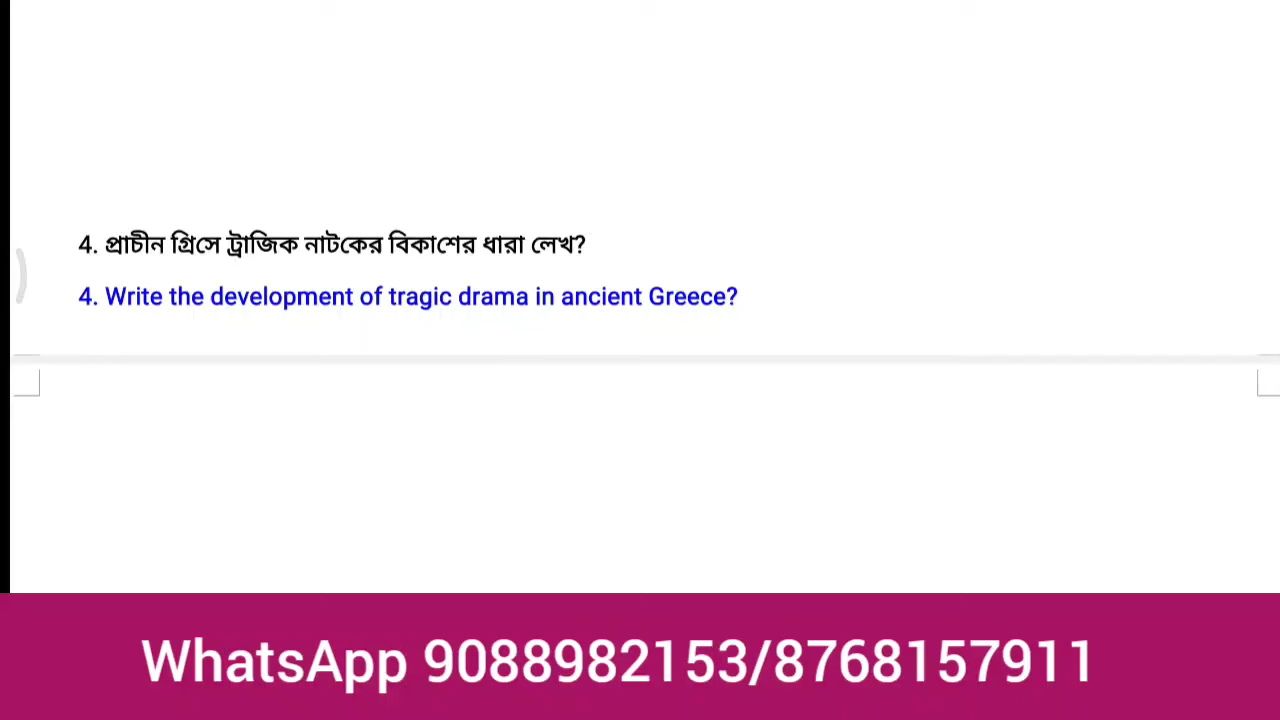 4. প্রাচীন গ্রিসে ট্রাজিক নাটকের বিকাশের ধারা লেখ?
4. Write the development of tragic drama in ancient Greece?
WhatsApp 9088982153/8768157911